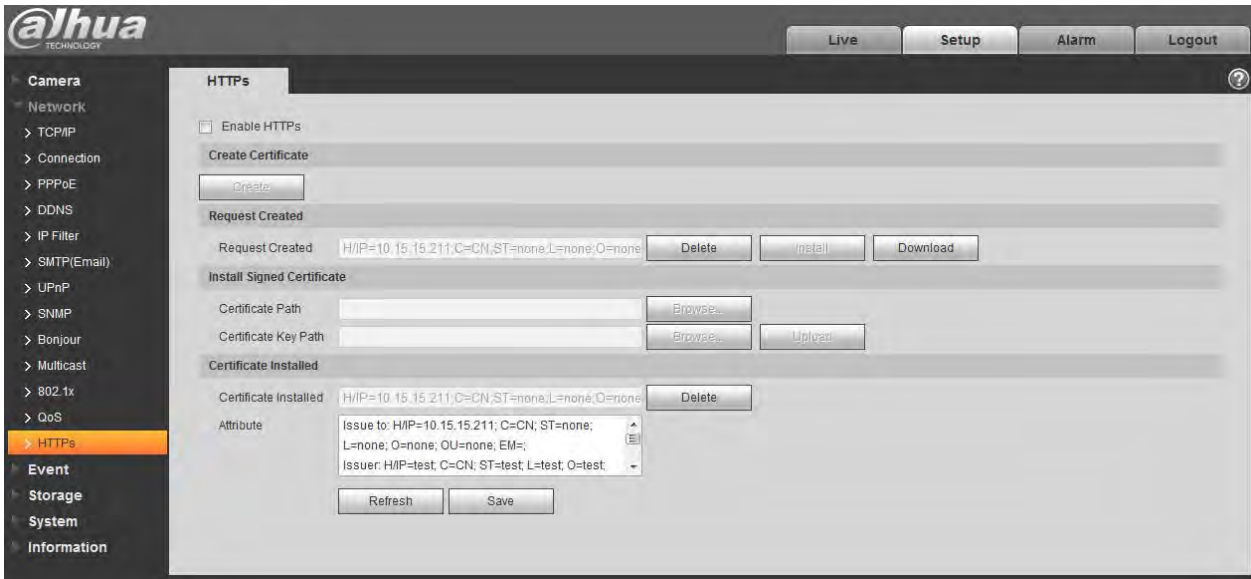 alhua
TECHNOLOGY
Live
Setup
Alarm
Logout
Camera
Network
> TCP/IP
> Connection
> PPPoE
> DDNS
> IP Filter
> SMTP(Email)
> UPnP
> SNMP
> Bonjour
> Multicast
> 802.1x
> QoS
> HTTPs
Event
Storage
System
Information
HTTPs
?
Enable HTTPs
Create Certificate
Create
Request Created
Request Created H/IP=10.15.15.211;C=CN;ST=none;L=none;O=none Delete Install Download
Install Signed Certificate
Certificate Path Browse...
Certificate Key Path Browse... Upload
Certificate Installed
Certificate Installed H/IP=10.15.15.211;C=CN;ST=none;L=none;O=none Delete
Attribute
Issue to: H/IP=10.15.15.211; C=CN; ST=none;
L=none; O=none; OU=none; EM=;
Issuer: H/IP=test; C=CN; ST=test; L=test; O=test;
Refresh Save